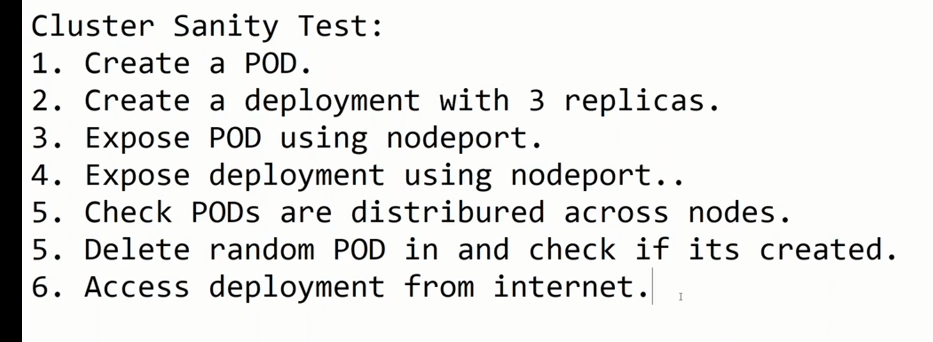 Cluster Sanity Test:
1. Create a POD.
2. Create a deployment with 3 replicas.
3. Expose POD using nodeport.
4. Expose deployment using nodeport..
5. Check PODs are distribured across nodes.
5. Delete random POD in and check if its created.
6. Access deployment from internet.